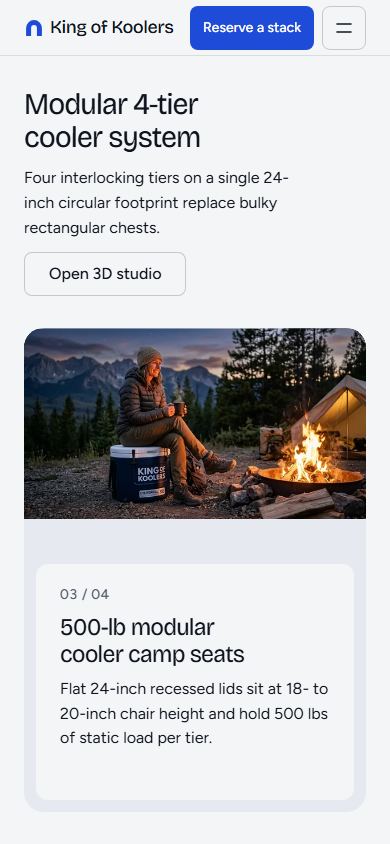 King of Koolers
Reserve a stack
Modular 4-tier
cooler system
Four interlocking tiers on a single 24-
inch circular footprint replace bulky
rectangular chests.
Open 3D studio
KING OF
KOOLERS
03 / 04
500-lb modular
cooler camp seats
Flat 24-inch recessed lids sit at 18- to
20-inch chair height and hold 500 lbs
of static load per tier.